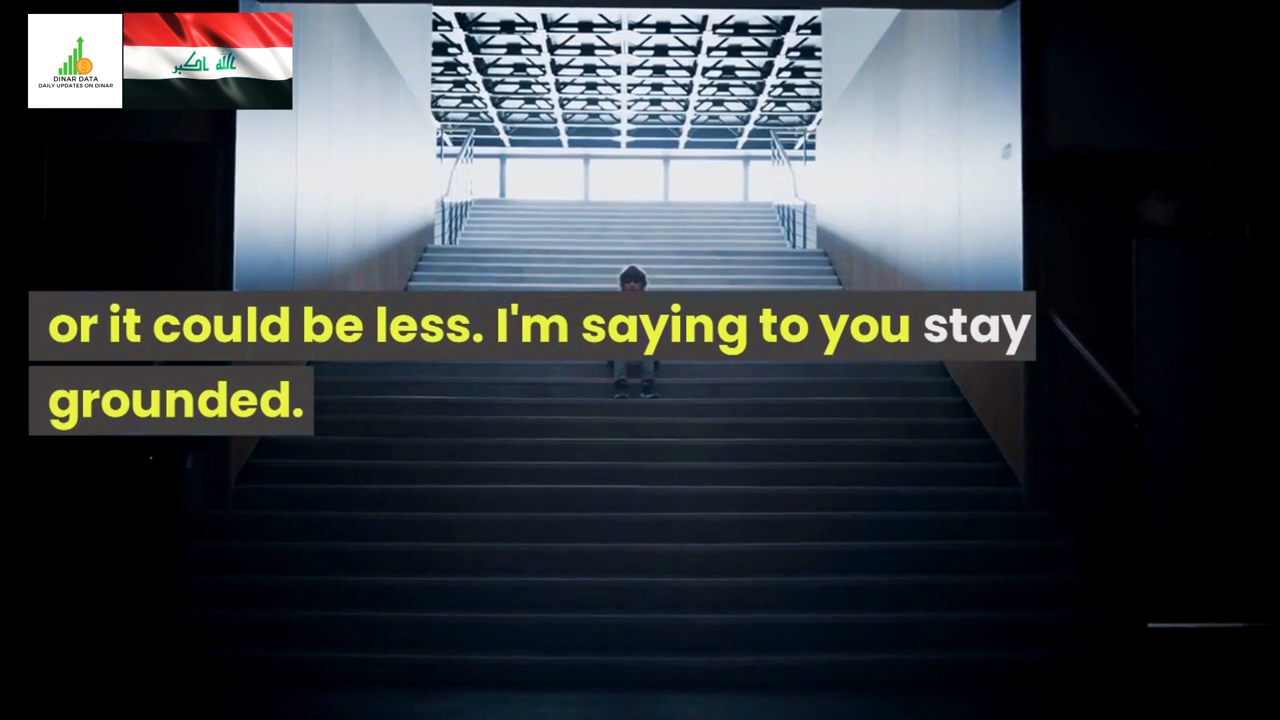 DINAR DATA
DAILY UPDATES ON DINAR
الله اكبر
or it could be less. I'm saying to you stay
grounded.